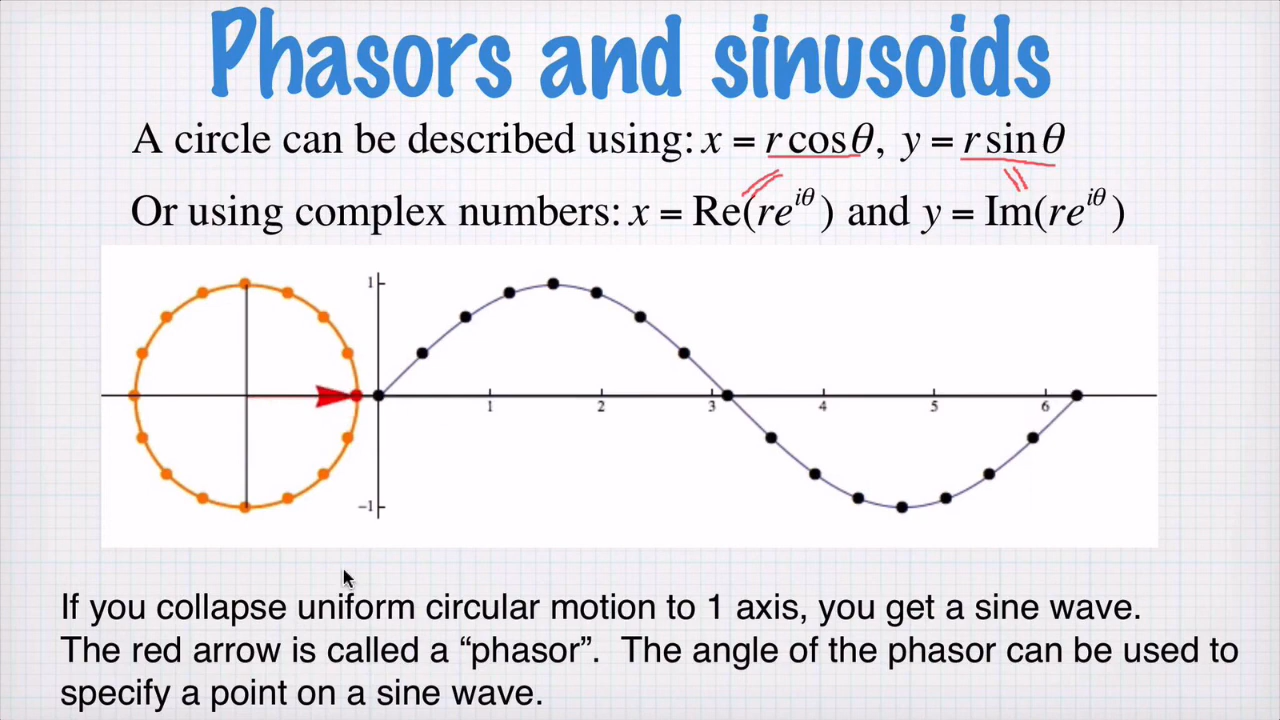 Phasors and sinusoids
A circle can be described using: x = r cosθ, y = r sinθ
Or using complex numbers: x = Re(re^{iθ}) and y = Im(re^{iθ})
1
1 2 3 4 5 6
−1
If you collapse uniform circular motion to 1 axis, you get a sine wave.
The red arrow is called a “phasor”. The angle of the phasor can be used to
specify a point on a sine wave.